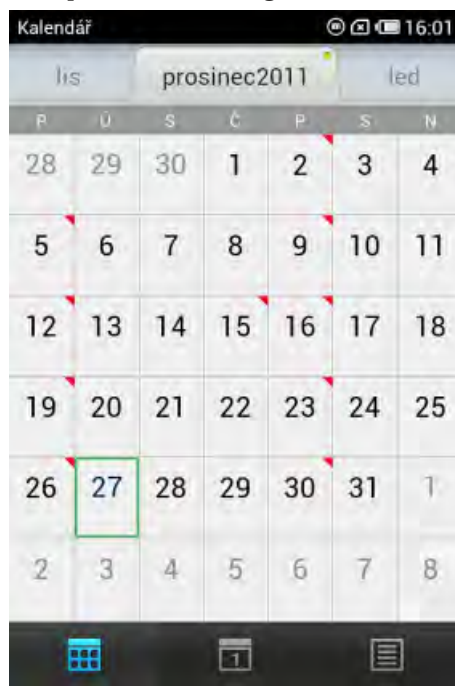 Kalendář 16:01
lis prosinec2011 led
P Ú S Č P S N
28 29 30 1 2 3 4
5 6 7 8 9 10 11
12 13 14 15 16 17 18
19 20 21 22 23 24 25
26 27 28 29 30 31 1
2 3 4 5 6 7 8
1